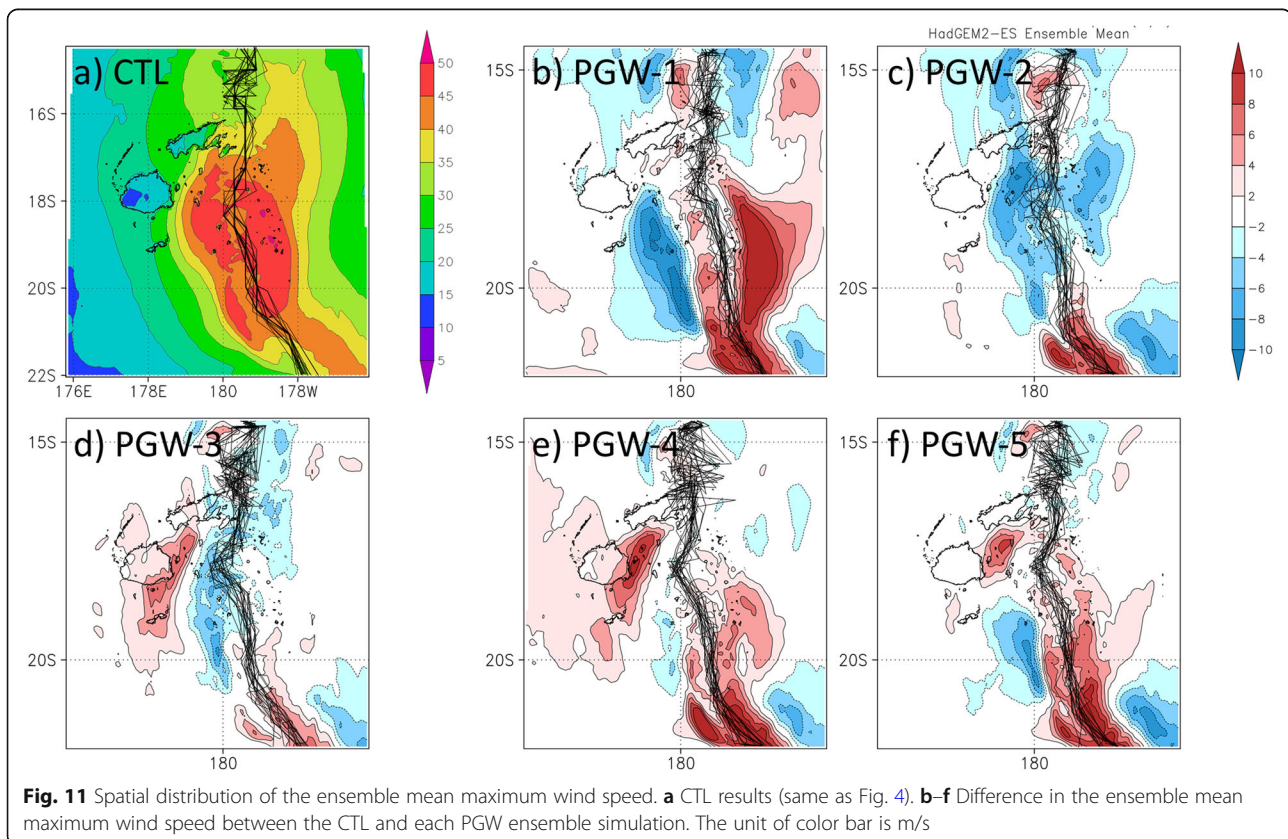 HadGEM2-ES Ensemble Mean
a) CTL
b) PGW-1
c) PGW-2
16S
18S
20S
22S
176E 178E 180 178W
50
45
40
35
30
25
20
15
10
5
15S
20S
180
15S
20S
180
10
8
6
4
2
-2
-4
-6
-8
-10
d) PGW-3
e) PGW-4
f) PGW-5
15S
20S
180
15S
20S
180
15S
20S
180
Fig. 11 Spatial distribution of the ensemble mean maximum wind speed. a CTL results (same as Fig. 4). b–f Difference in the ensemble mean
maximum wind speed between the CTL and each PGW ensemble simulation. The unit of color bar is m/s